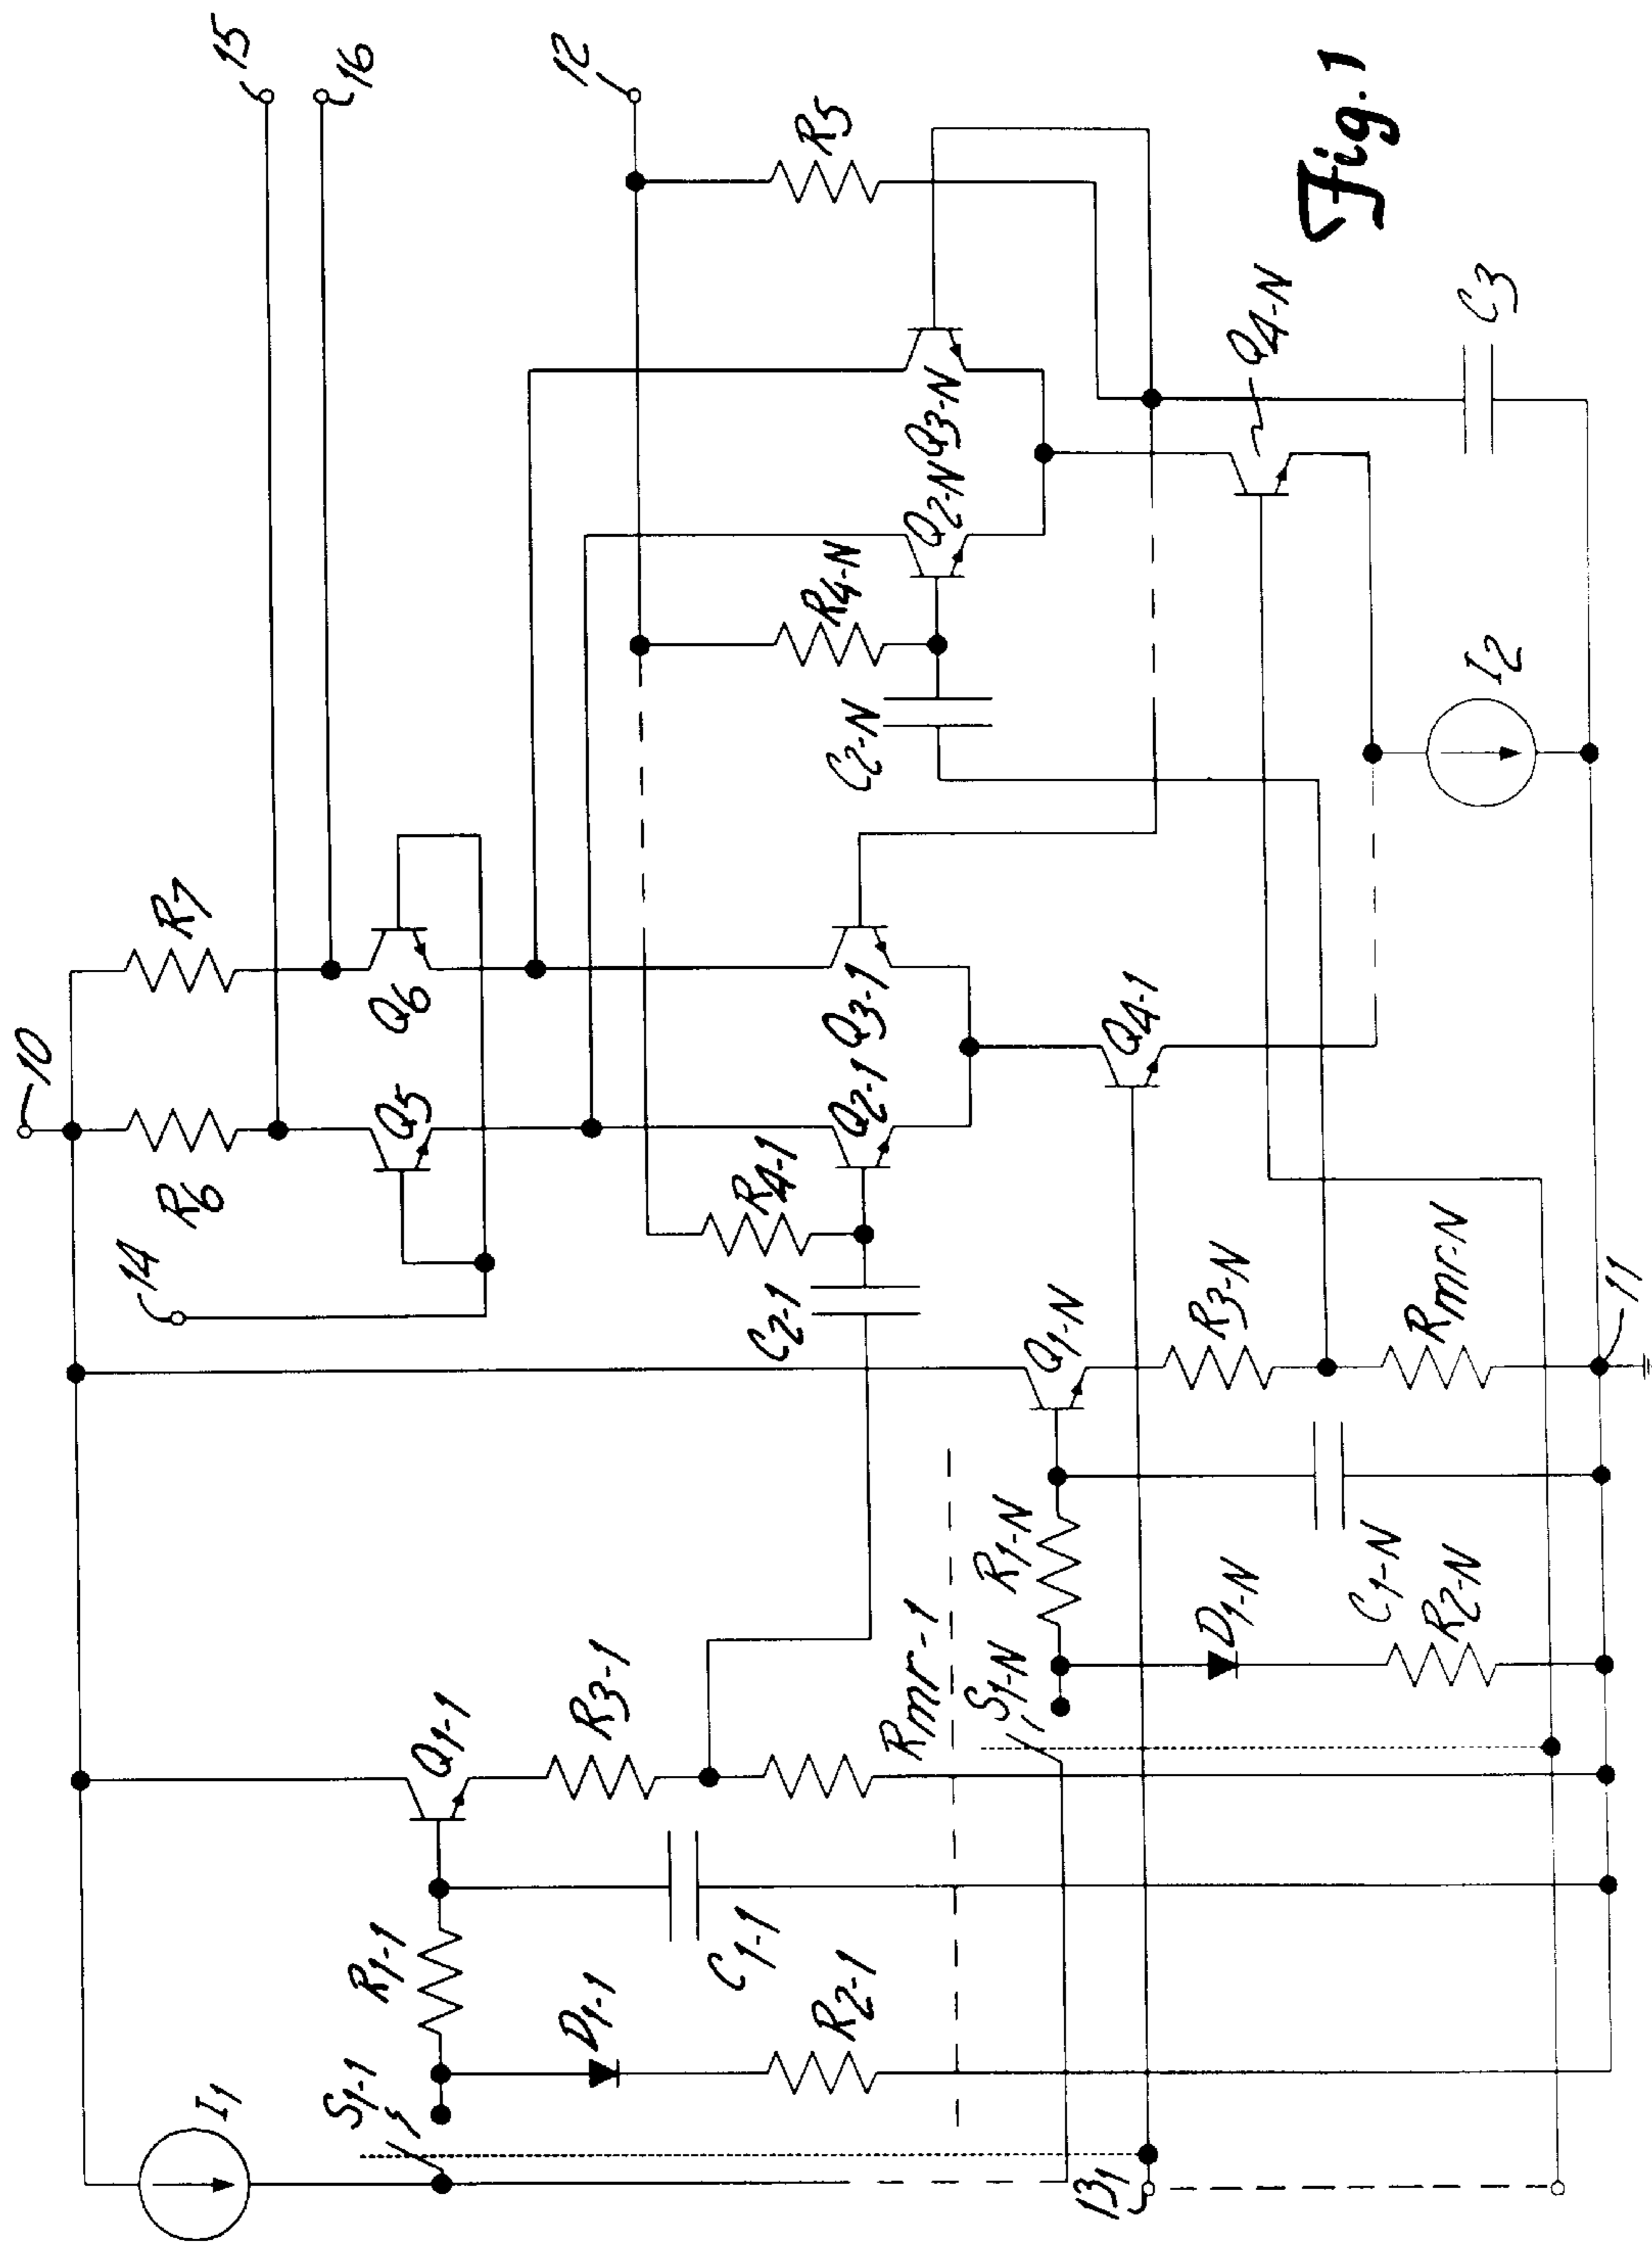 10
15
16
R6
R7
14
Q5
Q6
12
I1
S1-1
R1-1
Q1-1
D1-1
C1-1
R3-1
R2-1
Rmr-1
C2-1
R4-1
Q2-1
Q3-1
C2-N
R4-N
Q2-N
Q3-N
R5
S1-N
R1-N
Q1-N
Q4-1
Q4-N
D1-N
C1-N
R2-N
R3-N
Rmr-N
131
11
I2
C3
Fig. 1